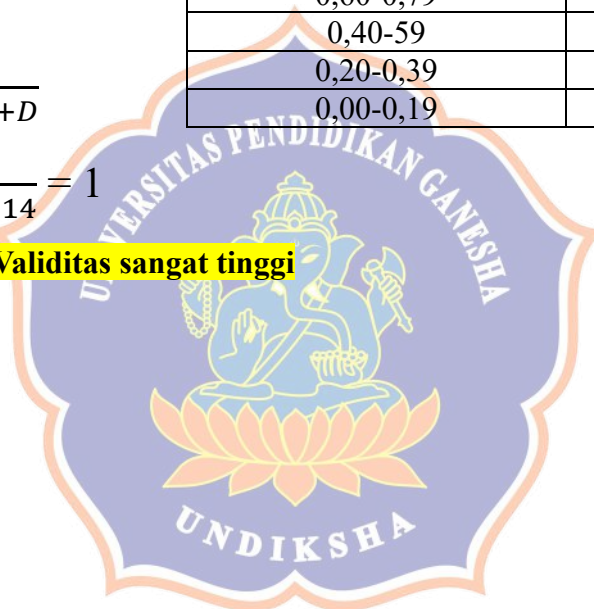 0,40-59
0,20-0,39
0,00-0,19
+D
14 = 1
Validitas sangat tinggi
UNIVERSITAS PENDIDIKAN GANESHA
UNDIKSHA